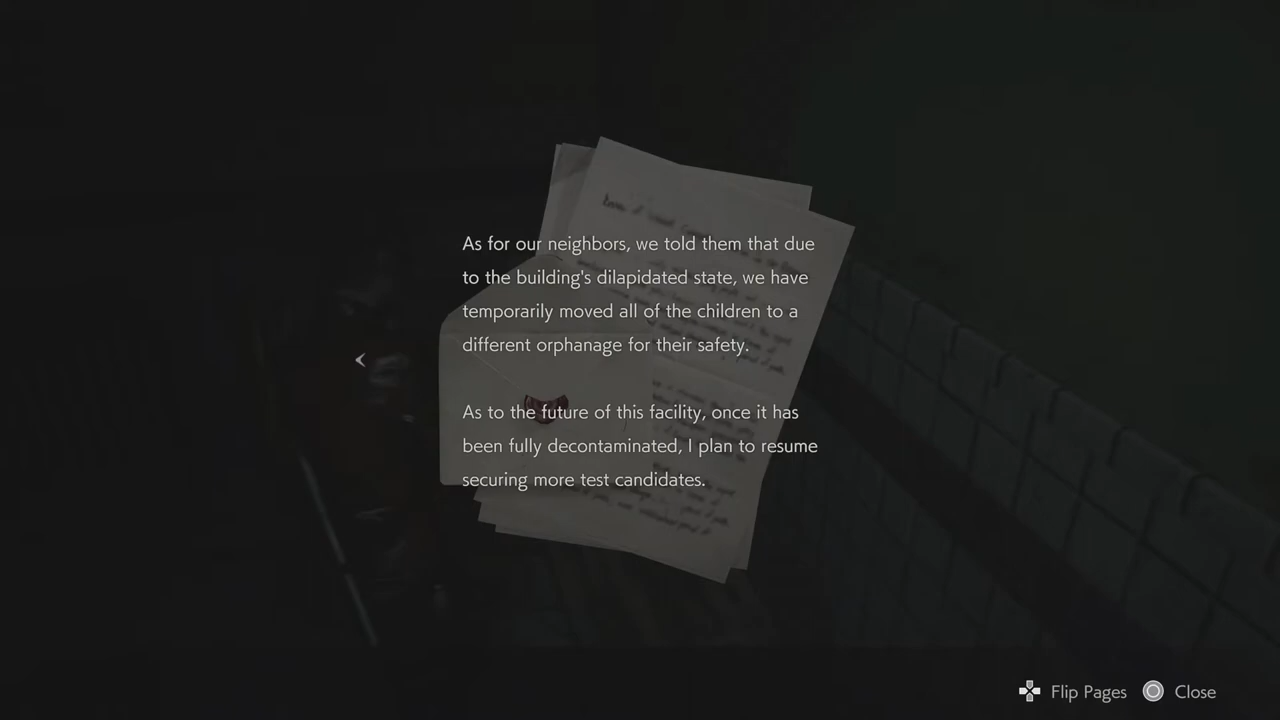 As for our neighbors, we told them that due
to the building's dilapidated state, we have
temporarily moved all of the children to a
different orphanage for their safety.
As to the future of this facility, once it has
been fully decontaminated, I plan to resume
securing more test candidates.
Flip Pages
Close